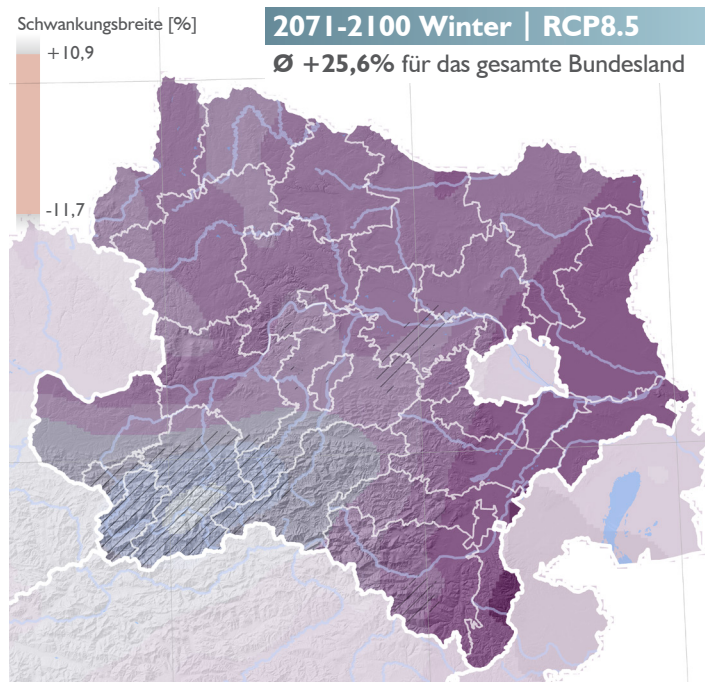 Schwankungsbreite [%]
+10,9
-11,7
2071-2100 Winter | RCP8.5
Ø +25,6% für das gesamte Bundesland